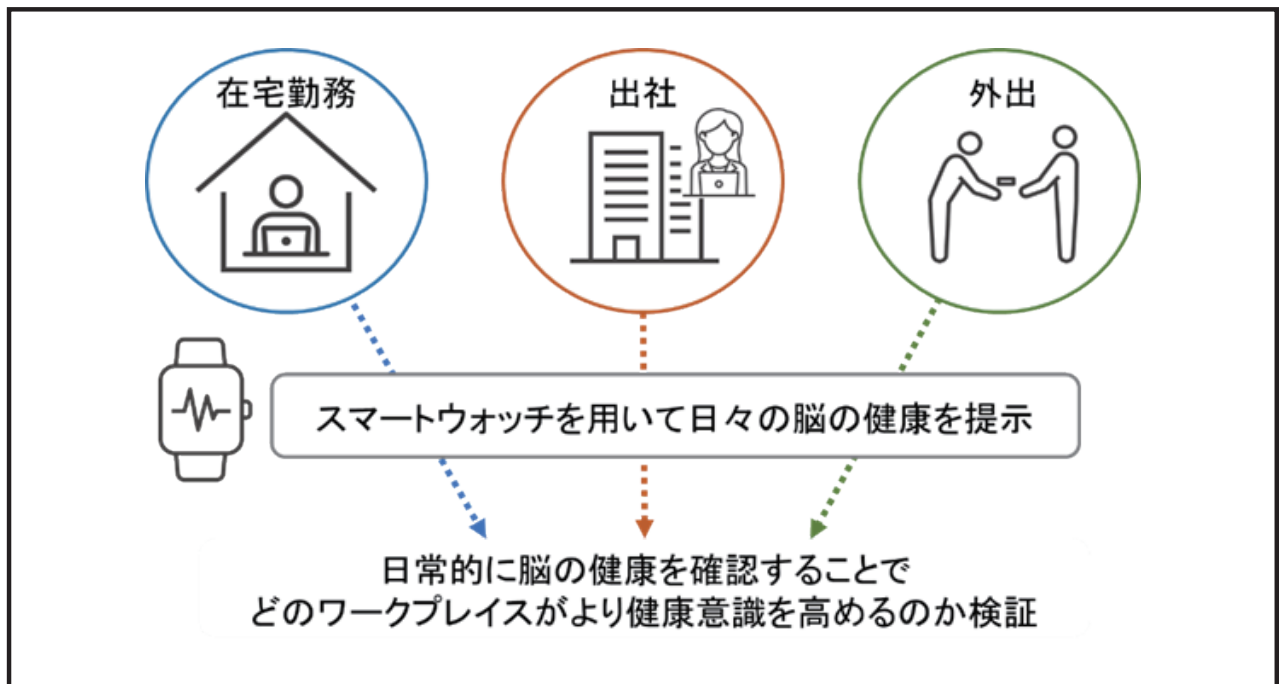 在宅勤務
出社
外出
スマートウォッチを用いて日々の脳の健康を提示
日常的に脳の健康を確認することで
どのワークプレイスがより健康意識を高めるのか検証